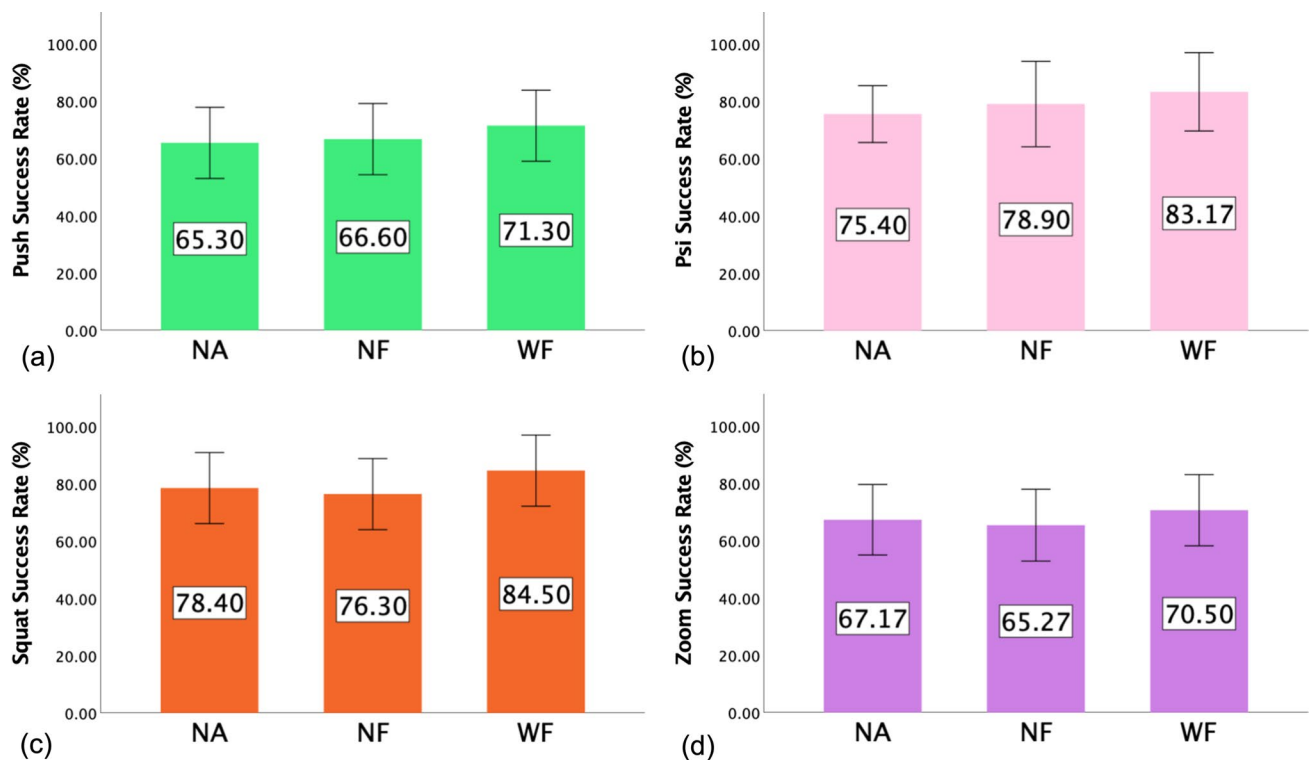 Push Success Rate (%)
100.00
80.00
60.00
40.00
20.00
0.00
65.30
66.60
71.30
NA
NF
WF
(a)
Psi Success Rate (%)
100.00
80.00
60.00
40.00
20.00
0.00
75.40
78.90
83.17
NA
NF
WF
(b)
Squat Success Rate (%)
100.00
80.00
60.00
40.00
20.00
0.00
78.40
76.30
84.50
NA
NF
WF
(c)
Zoom Success Rate (%)
100.00
80.00
60.00
40.00
20.00
0.00
67.17
65.27
70.50
NA
NF
WF
(d)